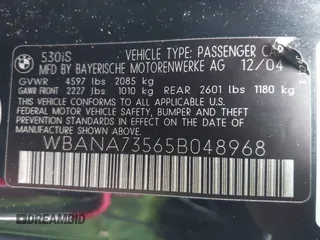 530iS VEHICLE TYPE: PASSENGER CAR
MFD BY BAYERISCHE MOTORENWERKE AG 12/04
GVWR 4597 lbs 2085 kg
GAWR FRONT 2227 lbs 1010 kg REAR 2601 lbs 1180 kg
THIS VEHICLE CONFORMS TO ALL APPLICABLE
FEDERAL MOTOR VEHICLE SAFETY, BUMPER, AND THEFT
PREVENTION STANDARDS IN EFFECT ON THE DATE OF
MANUFACTURE SHOWN ABOVE.
WBANA73565B048968
DREAMBID